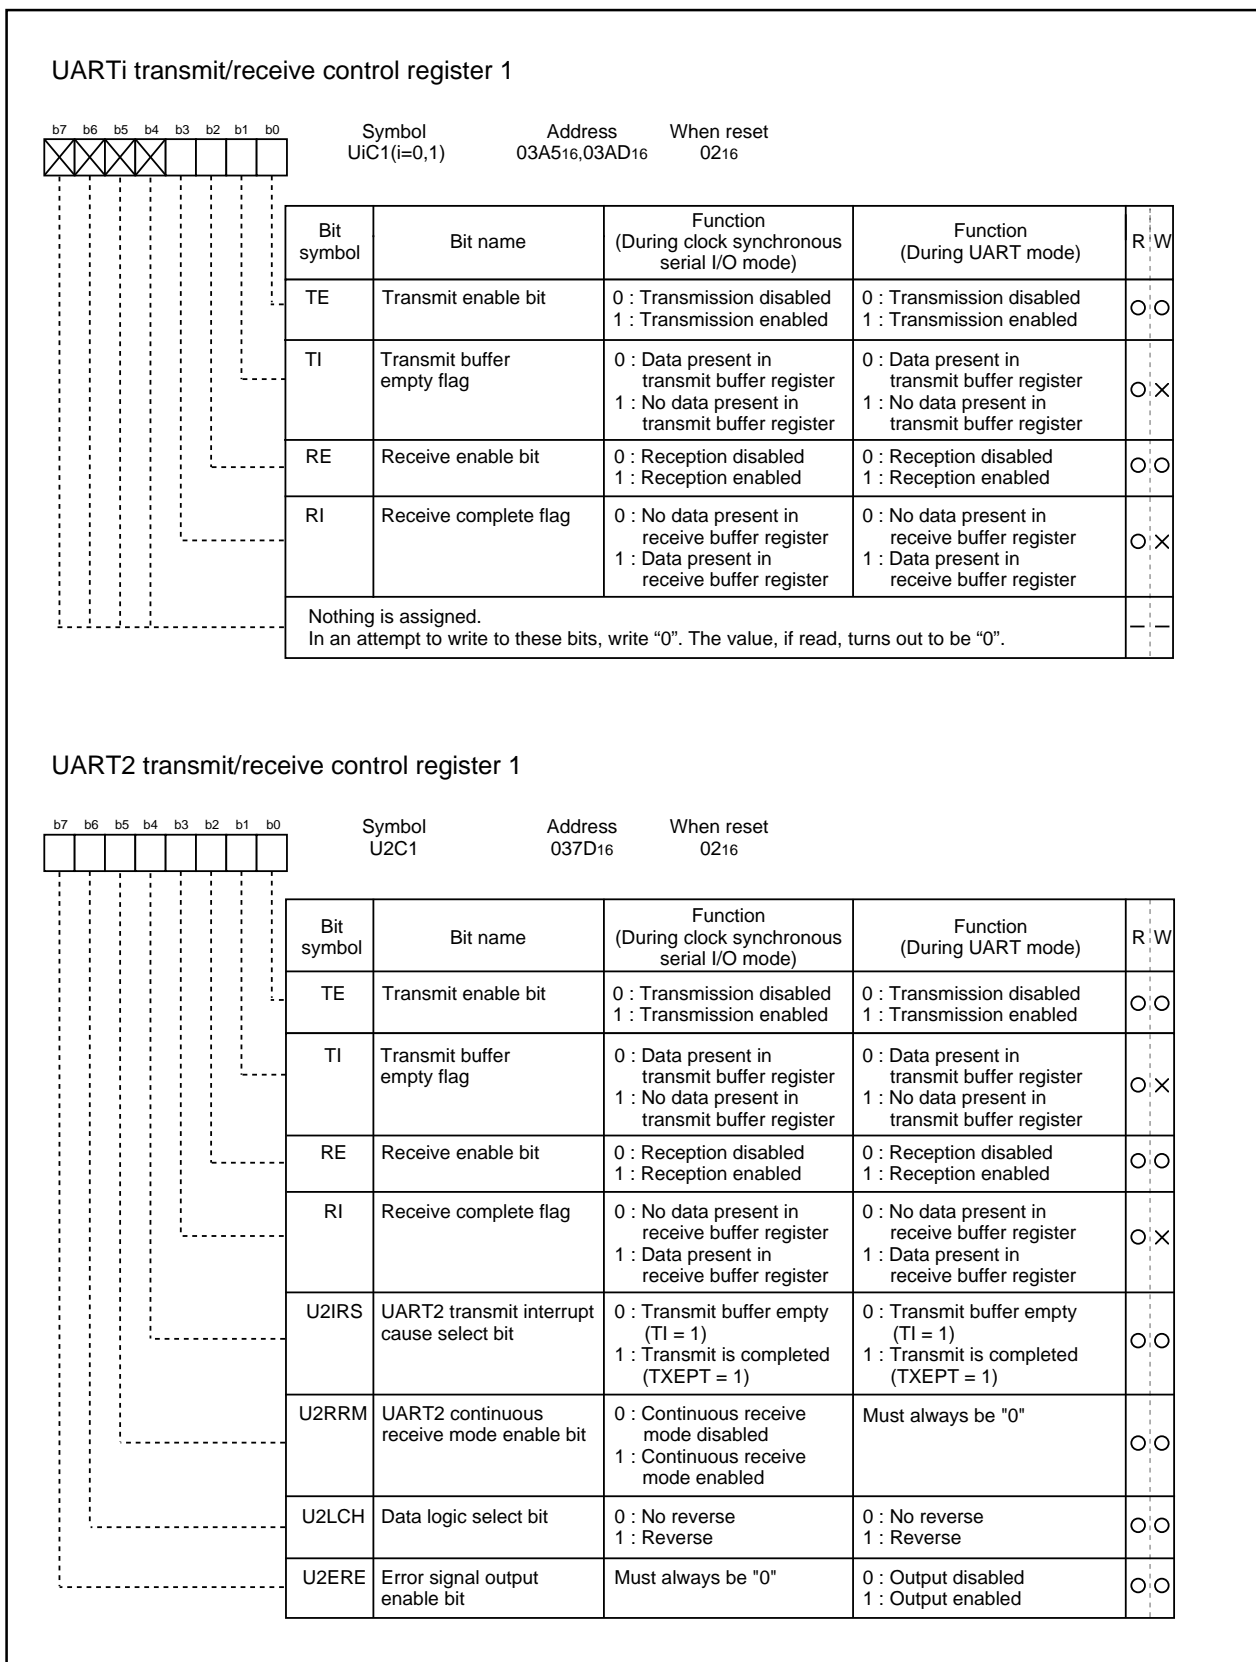 UARTi transmit/receive control register 1
b7 b6 b5 b4 b3 b2 b1 b0
Symbol Address When reset
UiC1(i=0,1) 03A516,03AD16 0216
Bit symbol Bit name Function (During clock synchronous serial I/O mode) Function (During UART mode) R W
TE Transmit enable bit 0 : Transmission disabled 0 : Transmission disabled
1 : Transmission enabled 1 : Transmission enabled
TI Transmit buffer 0 : Data present in 0 : Data present in
empty flag transmit buffer register transmit buffer register
1 : No data present in 1 : No data present in
transmit buffer register transmit buffer register
RE Receive enable bit 0 : Reception disabled 0 : Reception disabled
1 : Reception enabled 1 : Reception enabled
RI Receive complete flag 0 : No data present in 0 : No data present in
receive buffer register receive buffer register
1 : Data present in 1 : Data present in
receive buffer register receive buffer register
Nothing is assigned.
In an attempt to write to these bits, write “0”. The value, if read, turns out to be “0”.
UART2 transmit/receive control register 1
b7 b6 b5 b4 b3 b2 b1 b0
Symbol Address When reset
U2C1 037D16 0216
Bit symbol Bit name Function (During clock synchronous serial I/O mode) Function (During UART mode) R W
TE Transmit enable bit 0 : Transmission disabled 0 : Transmission disabled
1 : Transmission enabled 1 : Transmission enabled
TI Transmit buffer 0 : Data present in 0 : Data present in
empty flag transmit buffer register transmit buffer register
1 : No data present in 1 : No data present in
transmit buffer register transmit buffer register
RE Receive enable bit 0 : Reception disabled 0 : Reception disabled
1 : Reception enabled 1 : Reception enabled
RI Receive complete flag 0 : No data present in 0 : No data present in
receive buffer register receive buffer register
1 : Data present in 1 : Data present in
receive buffer register receive buffer register
U2IRS UART2 transmit interrupt 0 : Transmit buffer empty 0 : Transmit buffer empty
cause select bit (TI = 1) (TI = 1)
1 : Transmit is completed 1 : Transmit is completed
(TXEPT = 1) (TXEPT = 1)
U2RRM UART2 continuous 0 : Continuous receive Must always be "0"
receive mode enable bit mode disabled
1 : Continuous receive
mode enabled
U2LCH Data logic select bit 0 : No reverse 0 : No reverse
1 : Reverse 1 : Reverse
U2ERE Error signal output Must always be "0" 0 : Output disabled
enable bit 1 : Output enabled